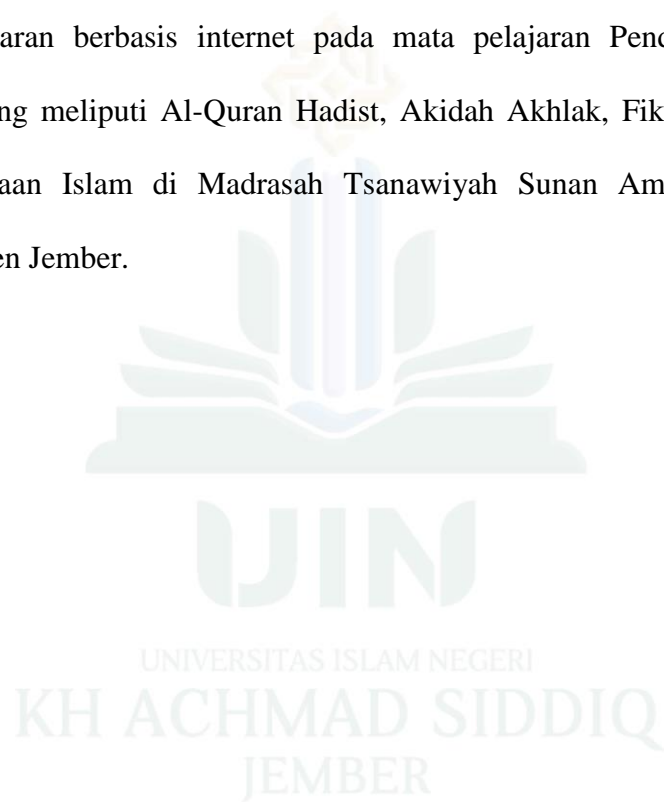 aran berbasis internet pada mata pelajaran Pend
ng meliputi Al-Quran Hadist, Akidah Akhlak, Fik
aan Islam di Madrasah Tsanawiyah Sunan Am
en Jember.
UIN
UNIVERSITAS ISLAM NEGERI
KH ACHMAD SIDDIQ
JEMBER